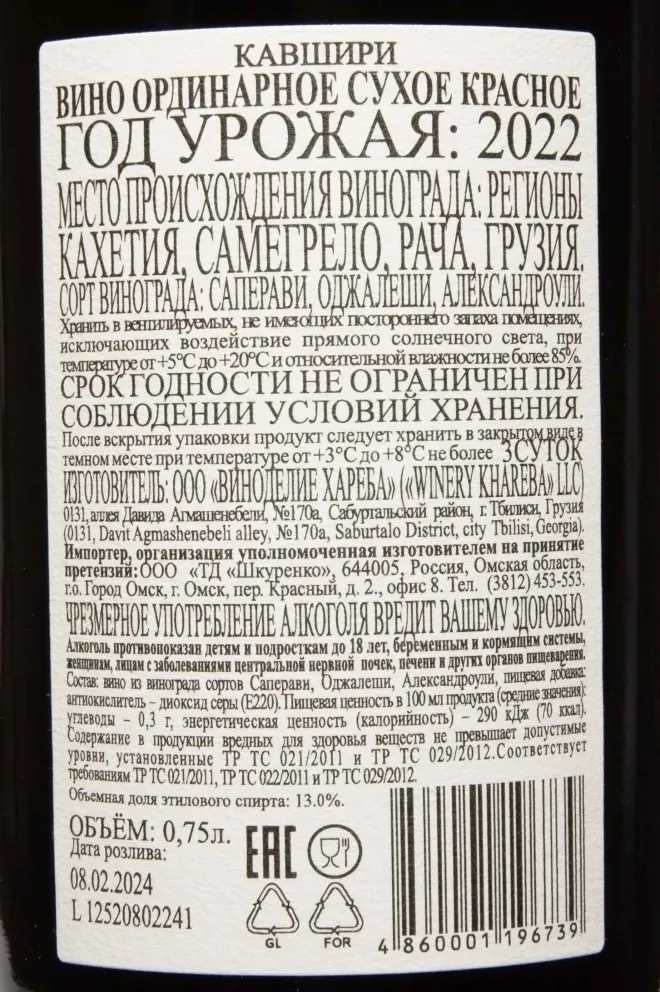 КАВШИРИ
ВИНО ОРДИНАРНОЕ СУХОЕ КРАСНОЕ
ГОД УРОЖАЯ: 2022
МЕСТО ПРОИСХОЖДЕНИЯ ВИНОГРАДА: РЕГИОНЫ
КАХЕТИЯ, САМЕГРЕЛО, РАЧА, ГРУЗИЯ.
СОРТ ВИНОГРАДА: САПЕРАВИ, ОДЖАЛЕШИ, АЛЕКСАНДРОУЛИ.
Хранить в вентилируемых, не имеющих постороннего запаха помещениях,
исключающих воздействие прямого солнечного света, при
температуре от +5°C до +20°C и относительной влажности не более 85%.
СРОК ГОДНОСТИ НЕ ОГРАНИЧЕН ПРИ
СОБЛЮДЕНИИ УСЛОВИЙ ХРАНЕНИЯ.
После вскрытия упаковки продукт следует хранить в закрытом виде в
темном месте при температуре от +3°C до +8°C не более 3 СУТОК
ИЗГОТОВИТЕЛЬ: ООО «ВИНОДЕЛИЕ ХАРЕБА» («WINERY KHAREBA» LLC)
0131, аллея Давида Агмашенебели, №170а, Сабурталский район, г. Тбилиси, Грузия
(0131, Davit Agmashenebeli alley, №170a, Saburtalo District, city Tbilisi, Georgia).
Импортер, организация уполномоченная изготовителем на принятие
претензий: ООО «ТД «Шкуренко», 644005, Россия, Омская область,
г.о. Город Омск, г. Омск, пер. Красный, д. 2., офис 8. Тел. (3812) 453-553.
ЧРЕЗМЕРНОЕ УПОТРЕБЛЕНИЕ АЛКОГОЛЯ ВРЕДИТ ВАШЕМУ ЗДОРОВЬЮ.
Алкоголь противопоказан детям и подросткам до 18 лет, беременным и кормящим системы,
женщинам, лицам с заболеваниями центральной нервной почек, печени и других органов пищеварения.
Состав: вино из винограда сортов Саперави, Оджалеши, Александроули, пищевая добавка:
антиокислитель – диоксид серы (E220). Пищевая ценность в 100 мл продукта (средние значения):
углеводы – 0,3 г, энергетическая ценность (калорийность) – 290 кДж (70 ккал).
Содержание в продукции вредных для здоровья веществ не превышает допустимые
уровни, установленные ТР ТС 021/2011 и ТР ТС 029/2012. Соответствует
требованиям ТР ТС 021/2011, ТР ТС 022/2011 и ТР ТС 029/2012.
Объемная доля этилового спирта: 13.0%.
ОБЪЁМ: 0,75л.
Дата розлива:
08.02.2024
L 12520802241
EAC
GL
FOR
4 860001 196739